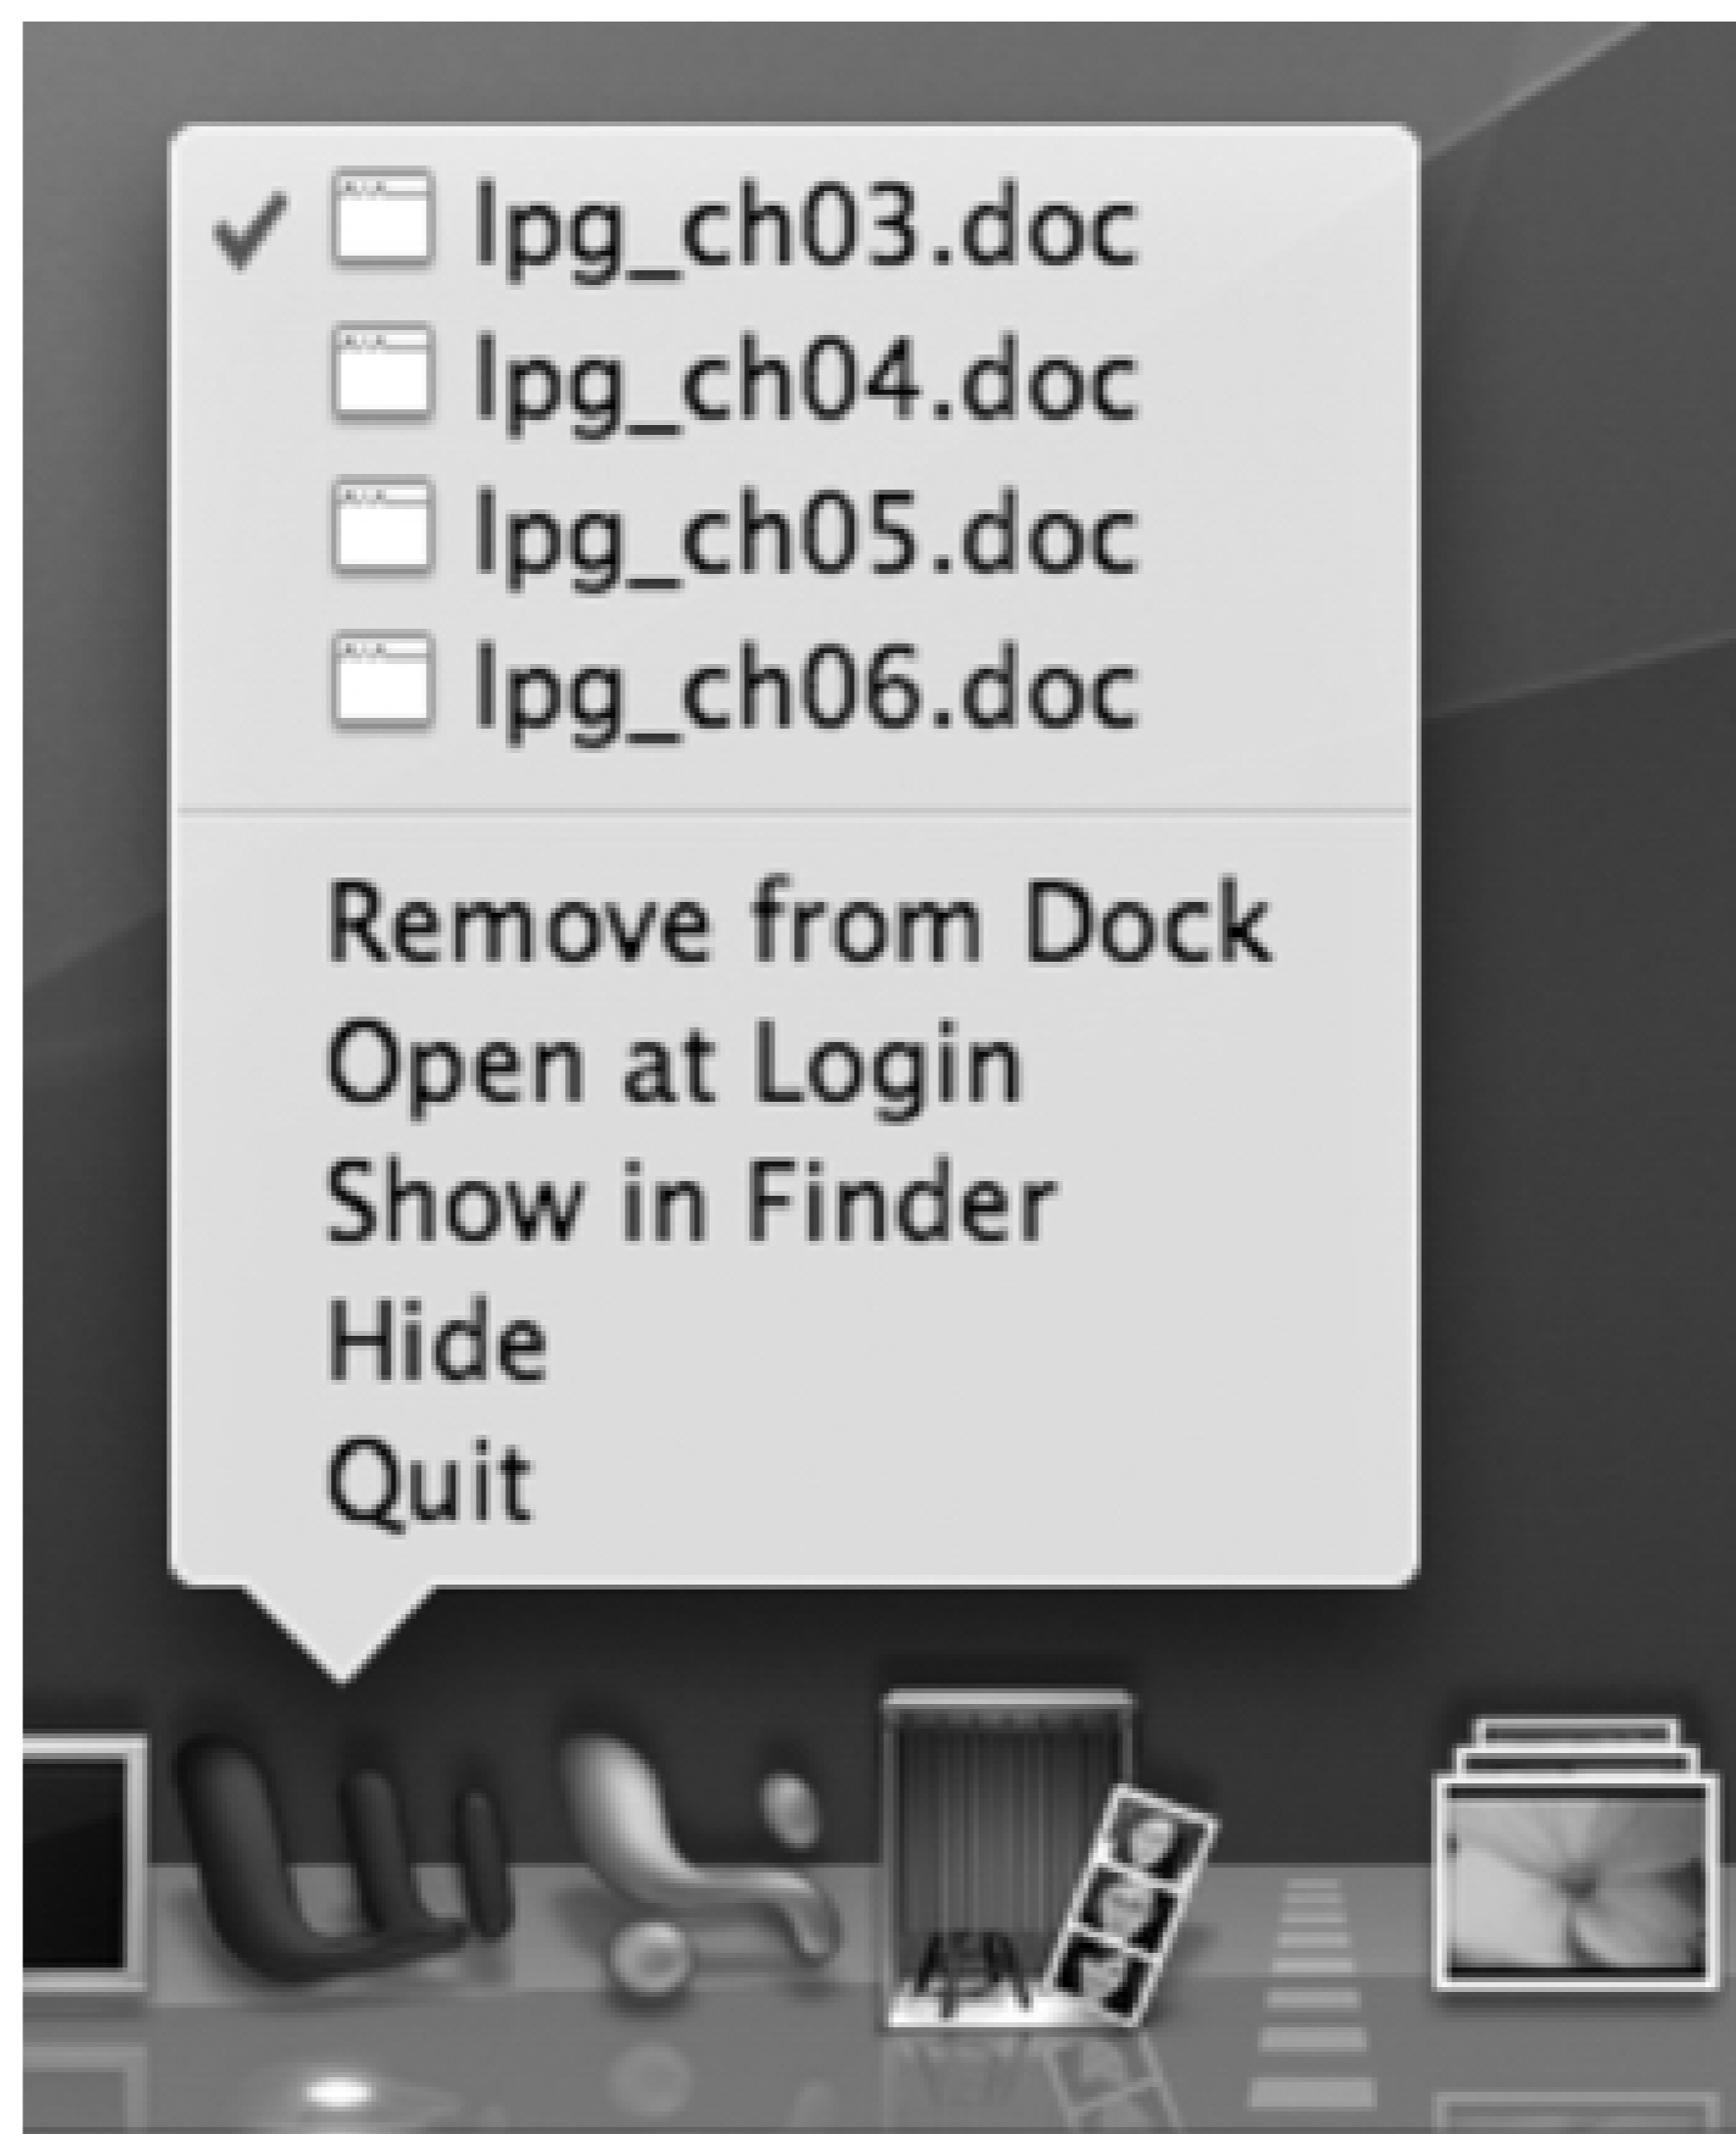 lpg_ch03.doc
lpg_ch04.doc
lpg_ch05.doc
lpg_ch06.doc
Remove from Dock
Open at Login
Show in Finder
Hide
Quit